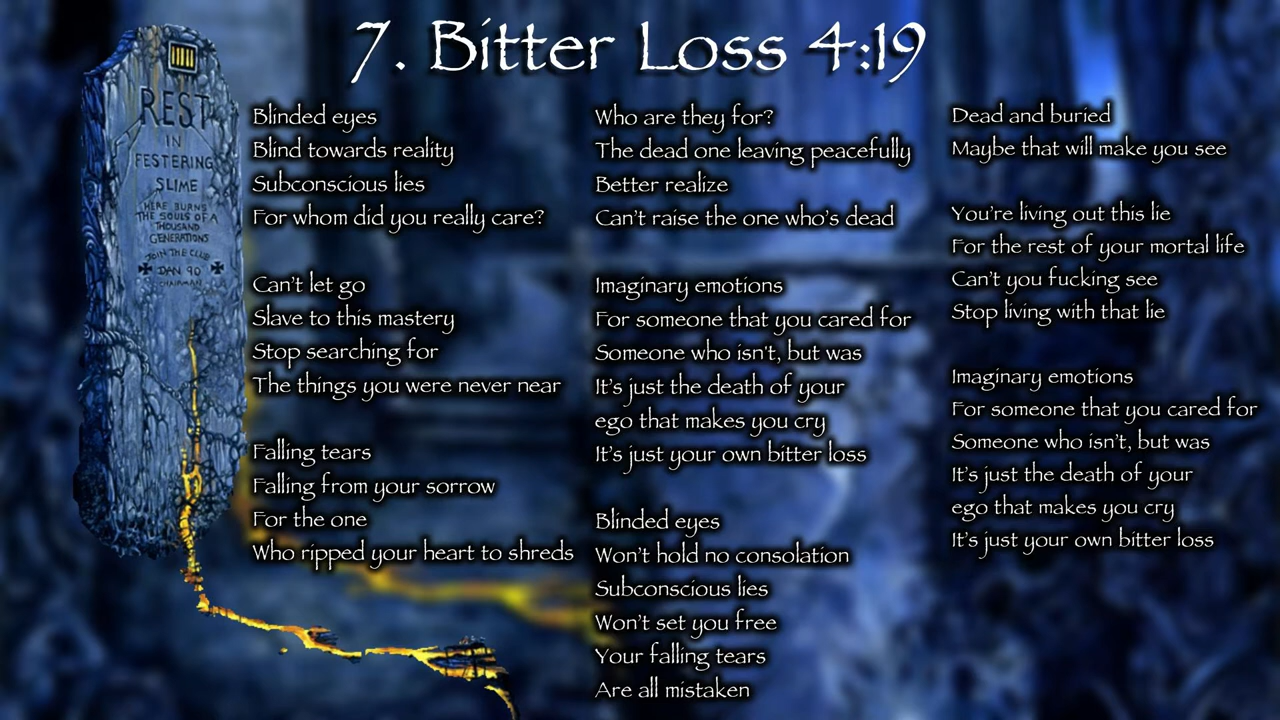 7. Bitter Loss 4:19
REST
IN
FESTERING
SLIME
HERE BURNS
THE SOULS OF A
THOUSAND
GENERATIONS
JOIN THE CLUB
DAN 90
CHAIRMAN
Blinded eyes
Blind towards reality
Subconscious lies
For whom did you really care?
Can't let go
Slave to this mastery
Stop searching for
The things you were never near
Falling tears
Falling from your sorrow
For the one
Who ripped your heart to shreds
Who are they for?
The dead one leaving peacefully
Better realize
Can't raise the one who's dead
Imaginary emotions
For someone that you cared for
Someone who isn't, but was
It's just the death of your
ego that makes you cry
It's just your own bitter loss
Blinded eyes
Won't hold no consolation
Subconscious lies
Won't set you free
Your falling tears
Are all mistaken
Dead and buried
Maybe that will make you see
You're living out this lie
For the rest of your mortal life
Can't you fucking see
Stop living with that lie
Imaginary emotions
For someone that you cared for
Someone who isn't, but was
It's just the death of your
ego that makes you cry
It's just your own bitter loss